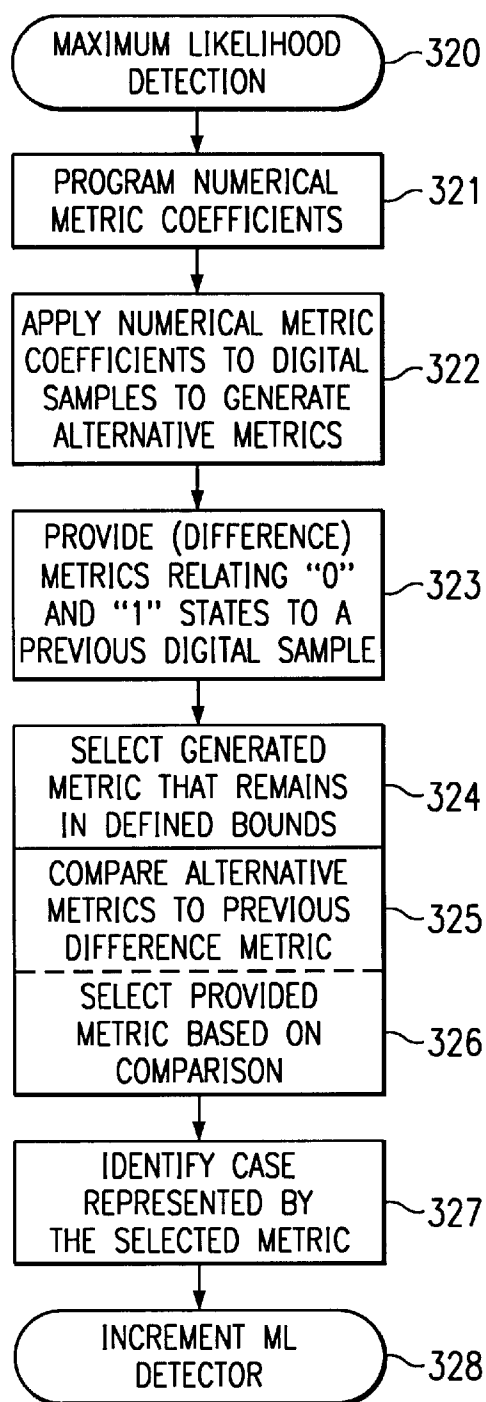 MAXIMUM LIKELIHOOD
DETECTION
320
PROGRAM NUMERICAL
METRIC COEFFICIENTS
321
APPLY NUMERICAL METRIC
COEFFICIENTS TO DIGITAL
SAMPLES TO GENERATE
ALTERNATIVE METRICS
322
PROVIDE (DIFFERENCE)
METRICS RELATING “0”
AND “1” STATES TO A
PREVIOUS DIGITAL SAMPLE
323
SELECT GENERATED
METRIC THAT REMAINS
IN DEFINED BOUNDS
324
COMPARE ALTERNATIVE
METRICS TO PREVIOUS
DIFFERENCE METRIC
325
SELECT PROVIDED
METRIC BASED ON
COMPARISON
326
IDENTIFY CASE
REPRESENTED BY
THE SELECTED METRIC
327
INCREMENT ML
DETECTOR
328